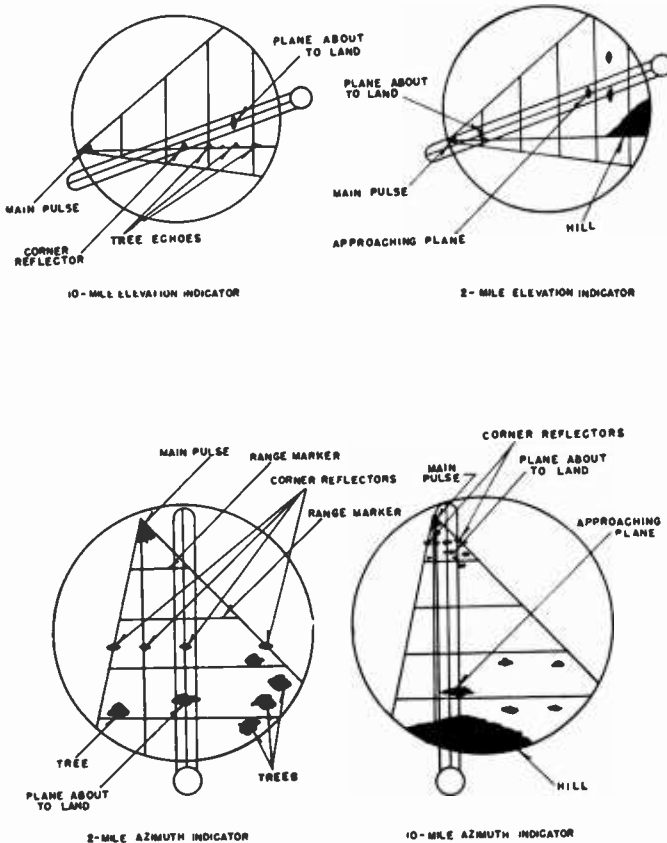 PLANE ABOUT
TO LAND
MAIN PULSE
CORNER
REFLECTOR
TREE ECHOES
10-MILE ELEVATION INDICATOR
PLANE ABOUT
TO LAND
MAIN PULSE
APPROACHING PLANE
HILL
2-MILE ELEVATION INDICATOR
MAIN PULSE
RANGE MARKER
CORNER REFLECTORS
RANGE MARKER
TREE
PLANE ABOUT
TO LAND
TREES
2-MILE AZIMUTH INDICATOR
CORNER REFLECTORS
MAIN
PULSE
PLANE ABOUT
TO LAND
APPROACHING
PLANE
HILL
10-MILE AZIMUTH INDICATOR